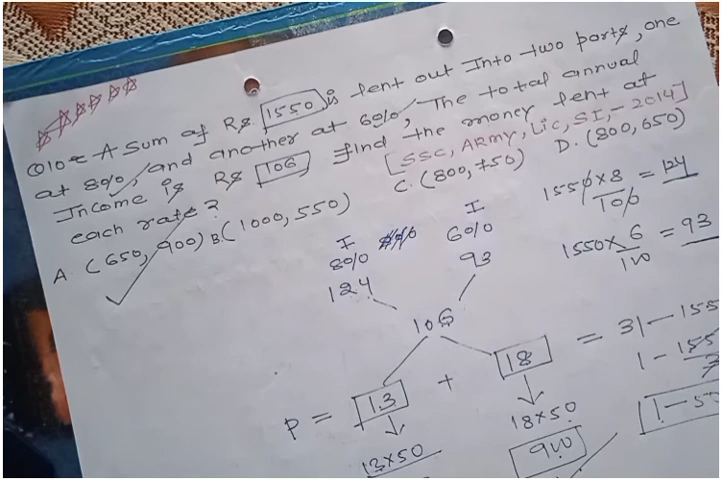 Q10 A Sum of Rs. 1550 is lent out Into two parts, one
at 8%, and another at 6%, The total annual
Income is Rs 106 find the money lent at
each rate? [SSC, ARMY, Lic, SI, - 2014]
A. (650, 900) B. (1000, 550) C. (800, 750) D. (800, 650)
I I
8% 6%
124 93
106
1550×8/100 = 124
1550×6/100 = 93
P = 13 + 18 = 31 — 155
1 — 155
13×50 18×50 1 — 50
900